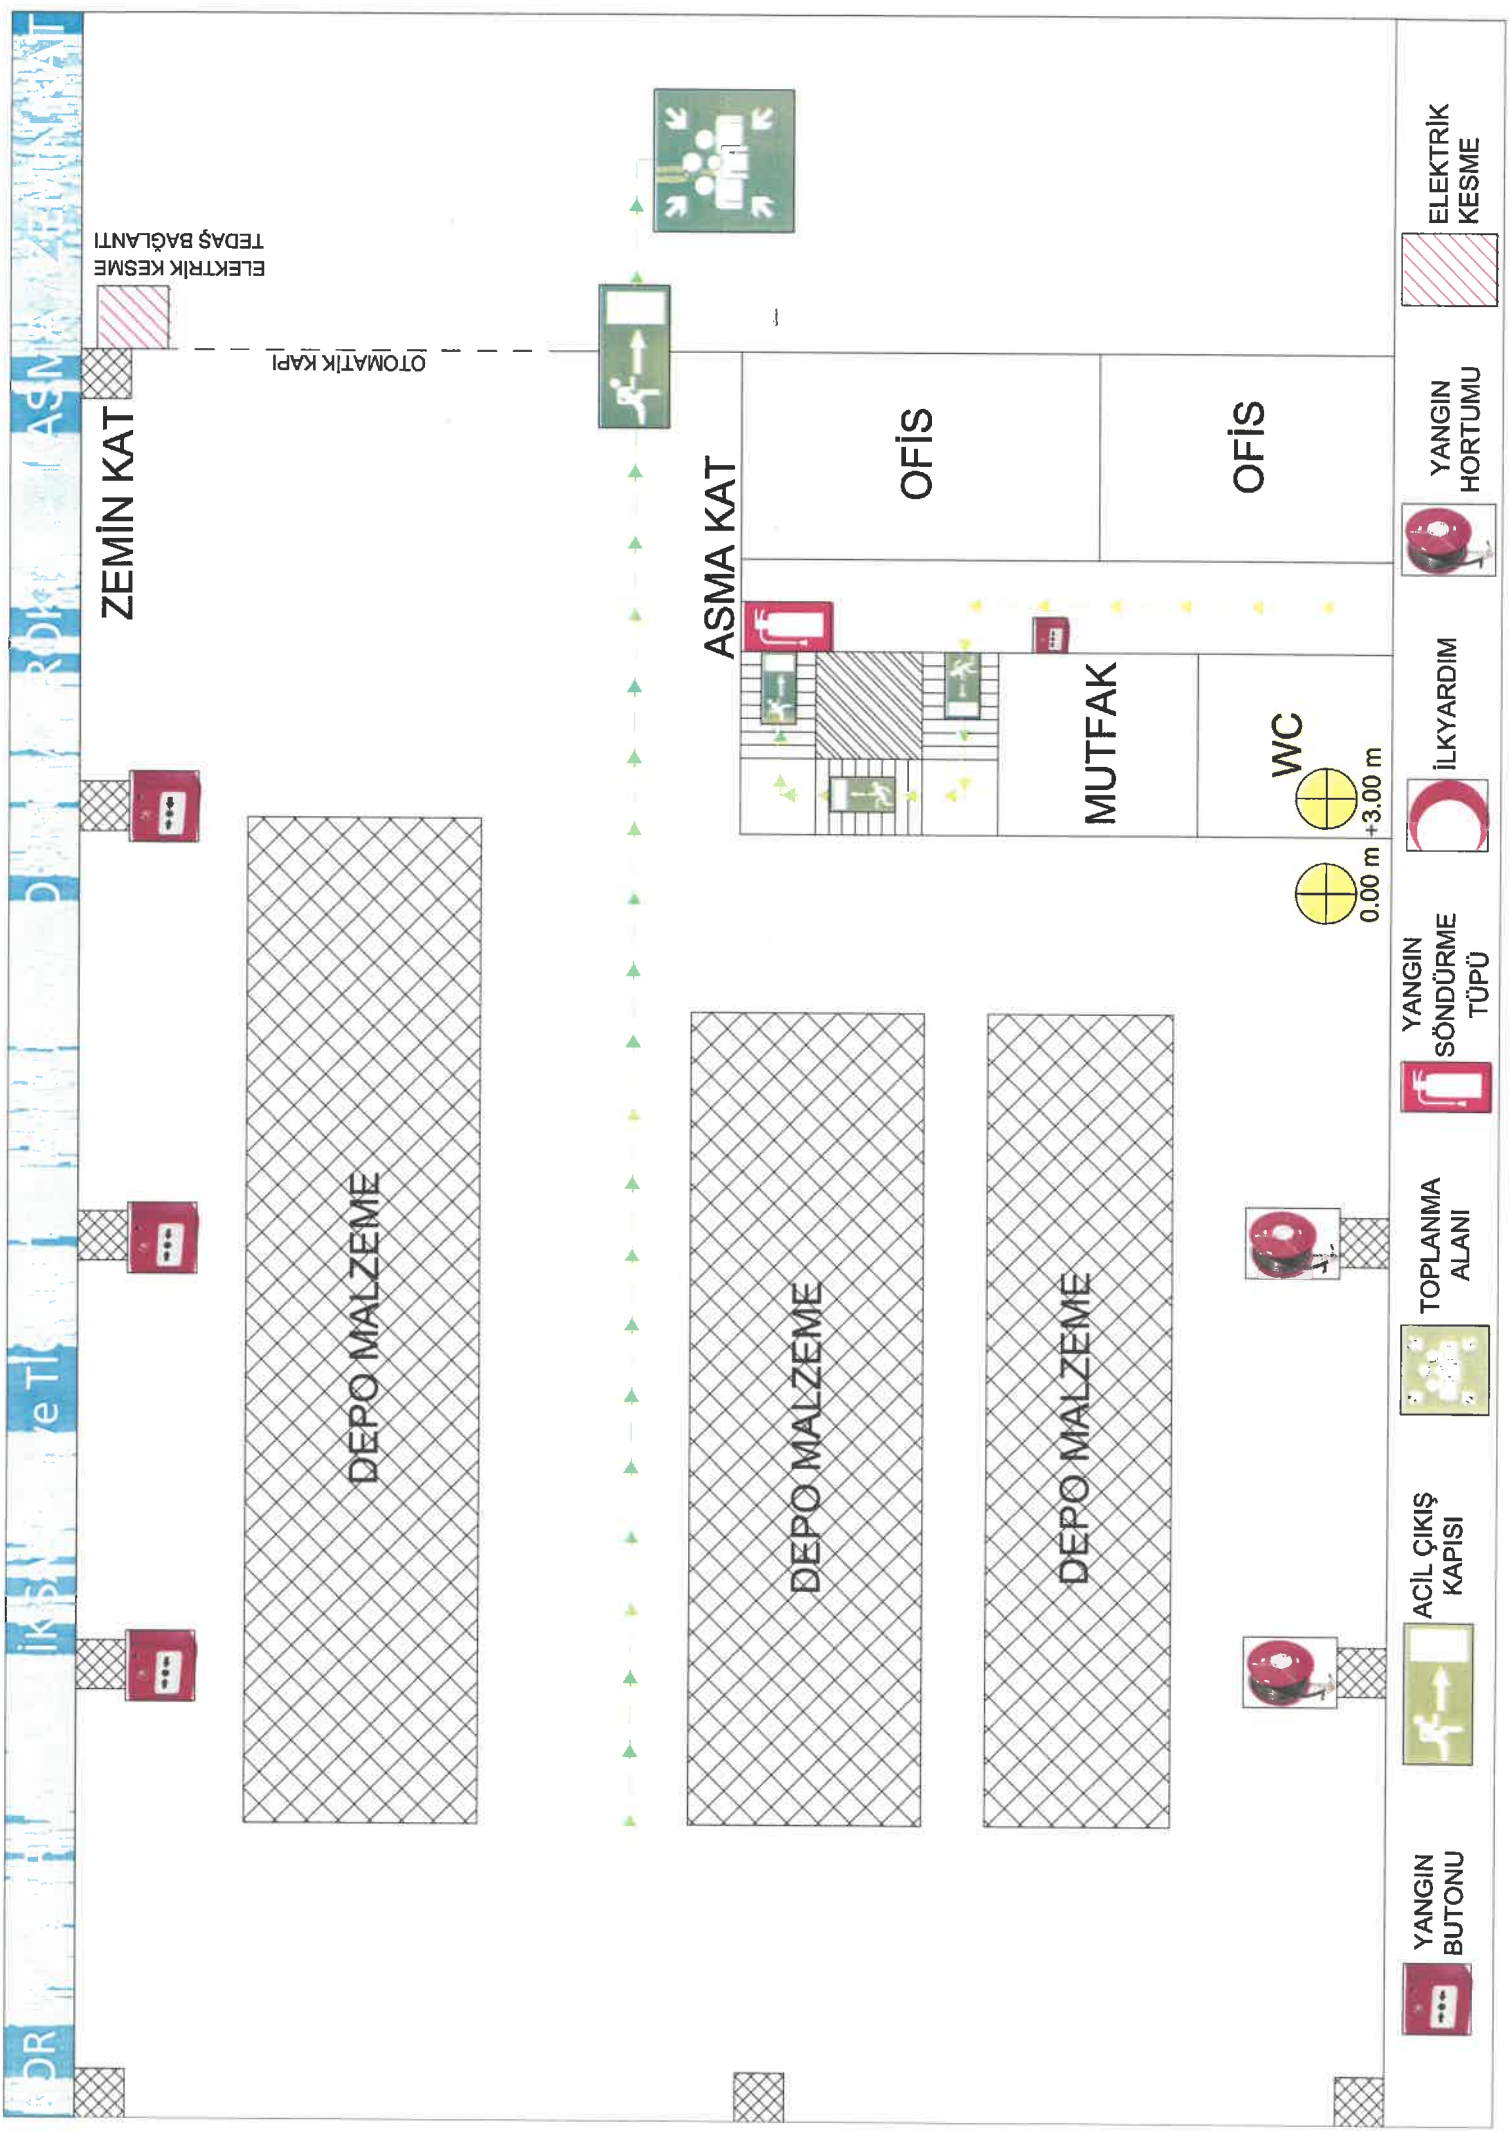 ZEMİN KAT
ELEKTRİK KESME
TEDAŞ BAĞLANTI
OTOMATİK KAPI
DEPO MALZEME
ASMA KAT
OFİS
OFİS
MUTFAK
WC
+3.00 m
0.00 m
DEPO MALZEME
DEPO MALZEME
YANGIN
BUTONU
ACİL ÇIKIŞ
KAPISI
TOPLANMA
ALANI
YANGIN
SÖNDÜRME
TÜPÜ
İLKYARDIM
YANGIN
HORTUMU
ELEKTRİK
KESME